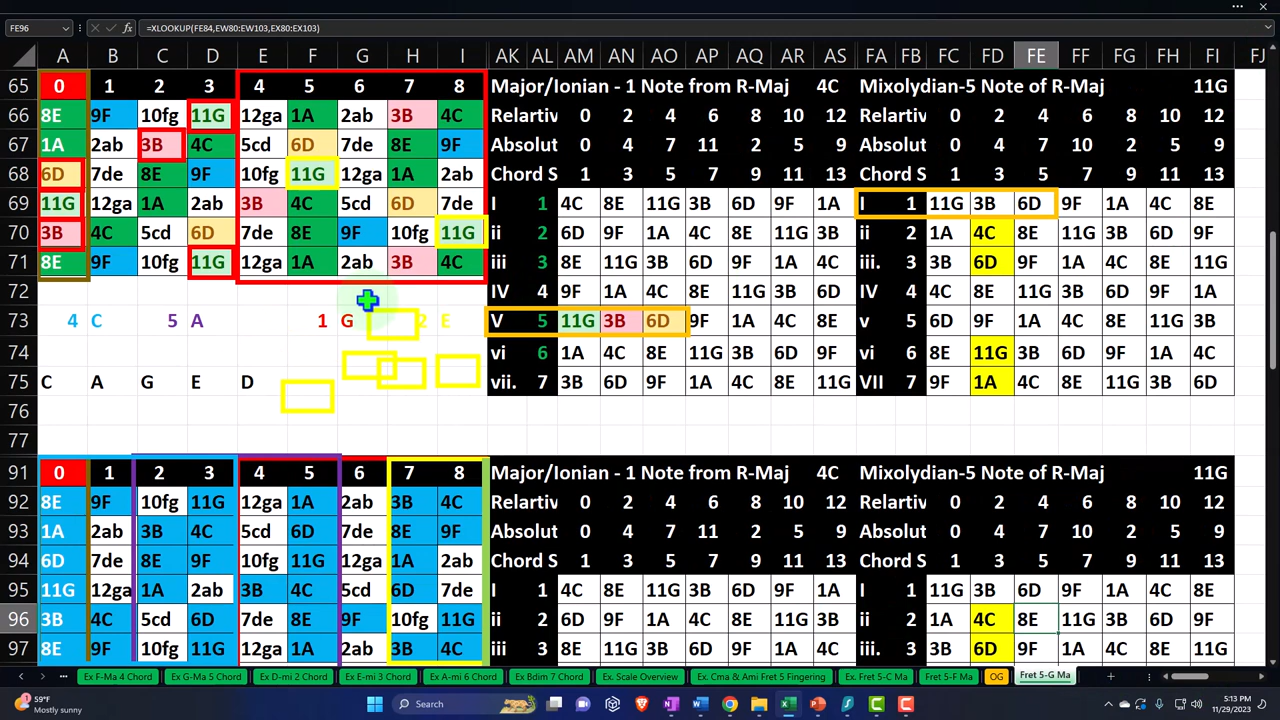 FE96 =XLOOKUP(FE84,EW80:EW103,EX80:EX103)
A B C D E F G H I AK AL AM AN AO AP AQ AR AS FA FB FC FD FE FF FG FH FI FJ
65 0 1 2 3 4 5 6 7 8 Major/Ionian - 1 Note from R-Maj 4C Mixolydian-5 Note of R-Maj 11G
66 8E 9F 10fg 11G 12ga 1A 2ab 3B 4C Relartiv 0 2 4 6 8 10 12 Relartiv 0 2 4 6 8 10 12
67 1A 2ab 3B 4C 5cd 6D 7de 8E 9F Absolut 0 4 7 11 2 5 9 Absolut 0 4 7 10 2 5 9
68 6D 7de 8E 9F 10fg 11G 12ga 1A 2ab Chord S 1 3 5 7 9 11 13 Chord S 1 3 5 7 9 11 13
69 11G 12ga 1A 2ab 3B 4C 5cd 6D 7de I 1 4C 8E 11G 3B 6D 9F 1A I 1 11G 3B 6D 9F 1A 4C 8E
70 3B 4C 5cd 6D 7de 8E 9F 10fg 11G ii 2 6D 9F 1A 4C 8E 11G 3B ii 2 1A 4C 8E 11G 3B 6D 9F
71 8E 9F 10fg 11G 12ga 1A 2ab 3B 4C iii 3 8E 11G 3B 6D 9F 1A 4C iii. 3 3B 6D 9F 1A 4C 8E 11G
72 IV 4 9F 1A 4C 8E 11G 3B 6D IV 4 4C 8E 11G 3B 6D 9F 1A
73 4 C 5 A 1 G 2 E V 5 11G 3B 6D 9F 1A 4C 8E v 5 6D 9F 1A 4C 8E 11G 3B
74 vi 6 1A 4C 8E 11G 3B 6D 9F vi 6 8E 11G 3B 6D 9F 1A 4C
75 C A G E D vii. 7 3B 6D 9F 1A 4C 8E 11G VII 7 9F 1A 4C 8E 11G 3B 6D
76
77
91 0 1 2 3 4 5 6 7 8 Major/Ionian - 1 Note from R-Maj 4C Mixolydian-5 Note of R-Maj 11G
92 8E 9F 10fg 11G 12ga 1A 2ab 3B 4C Relartiv 0 2 4 6 8 10 12 Relartiv 0 2 4 6 8 10 12
93 1A 2ab 3B 4C 5cd 6D 7de 8E 9F Absolut 0 4 7 11 2 5 9 Absolut 0 4 7 10 2 5 9
94 6D 7de 8E 9F 10fg 11G 12ga 1A 2ab Chord S 1 3 5 7 9 11 13 Chord S 1 3 5 7 9 11 13
95 11G 12ga 1A 2ab 3B 4C 5cd 6D 7de I 1 4C 8E 11G 3B 6D 9F 1A I 1 11G 3B 6D 9F 1A 4C 8E
96 3B 4C 5cd 6D 7de 8E 9F 10fg 11G ii 2 6D 9F 1A 4C 8E 11G 3B ii 2 1A 4C 8E 11G 3B 6D 9F
97 8E 9F 10fg 11G 12ga 1A 2ab 3B 4C iii 3 8E 11G 3B 6D 9F 1A 4C iii 3 3B 6D 9F 1A 4C 8E 11G
Ex F-Ma 4 Chord Ex G-Ma 5 Chord Ex D-mi 2 Chord Ex E-mi 3 Chord Ex A-mi 6 Chord Ex Bdim 7 Chord Ex. Scale Overview Ex. Cma & Ami Fret 5 Fingering Ex. Fret 5-C Ma Fret 5-F Ma OG Fret 5-G Ma
59°F
Mostly sunny
Search
5:13 PM
11/29/2023